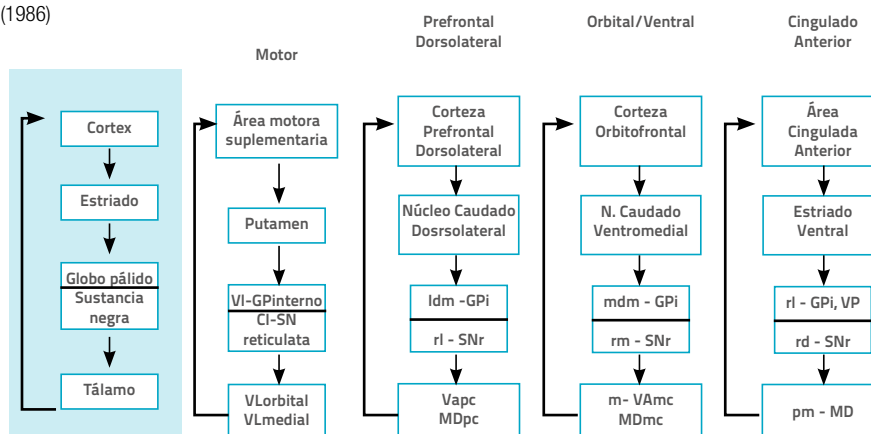 (1986)
Cortex
Estriado
Globo pálido
Sustancia
negra
Tálamo
Motor
Área motora
suplementaria
Putamen
Vl-GPinterno
Cl-SN
reticulata
VLorbital
VLmedial
Prefrontal
Dorsolateral
Corteza
Prefrontal
Dorsolateral
Núcleo Caudado
Dosrsolateral
ldm -GPi
rl - SNr
Vapc
MDpc
Orbital/Ventral
Corteza
Orbitofrontal
N. Caudado
Ventromedial
mdm - GPi
rm - SNr
m- VAmc
MDmc
Cingulado
Anterior
Área
Cingulada
Anterior
Estriado
Ventral
rl - GPi, VP
rd - SNr
pm - MD